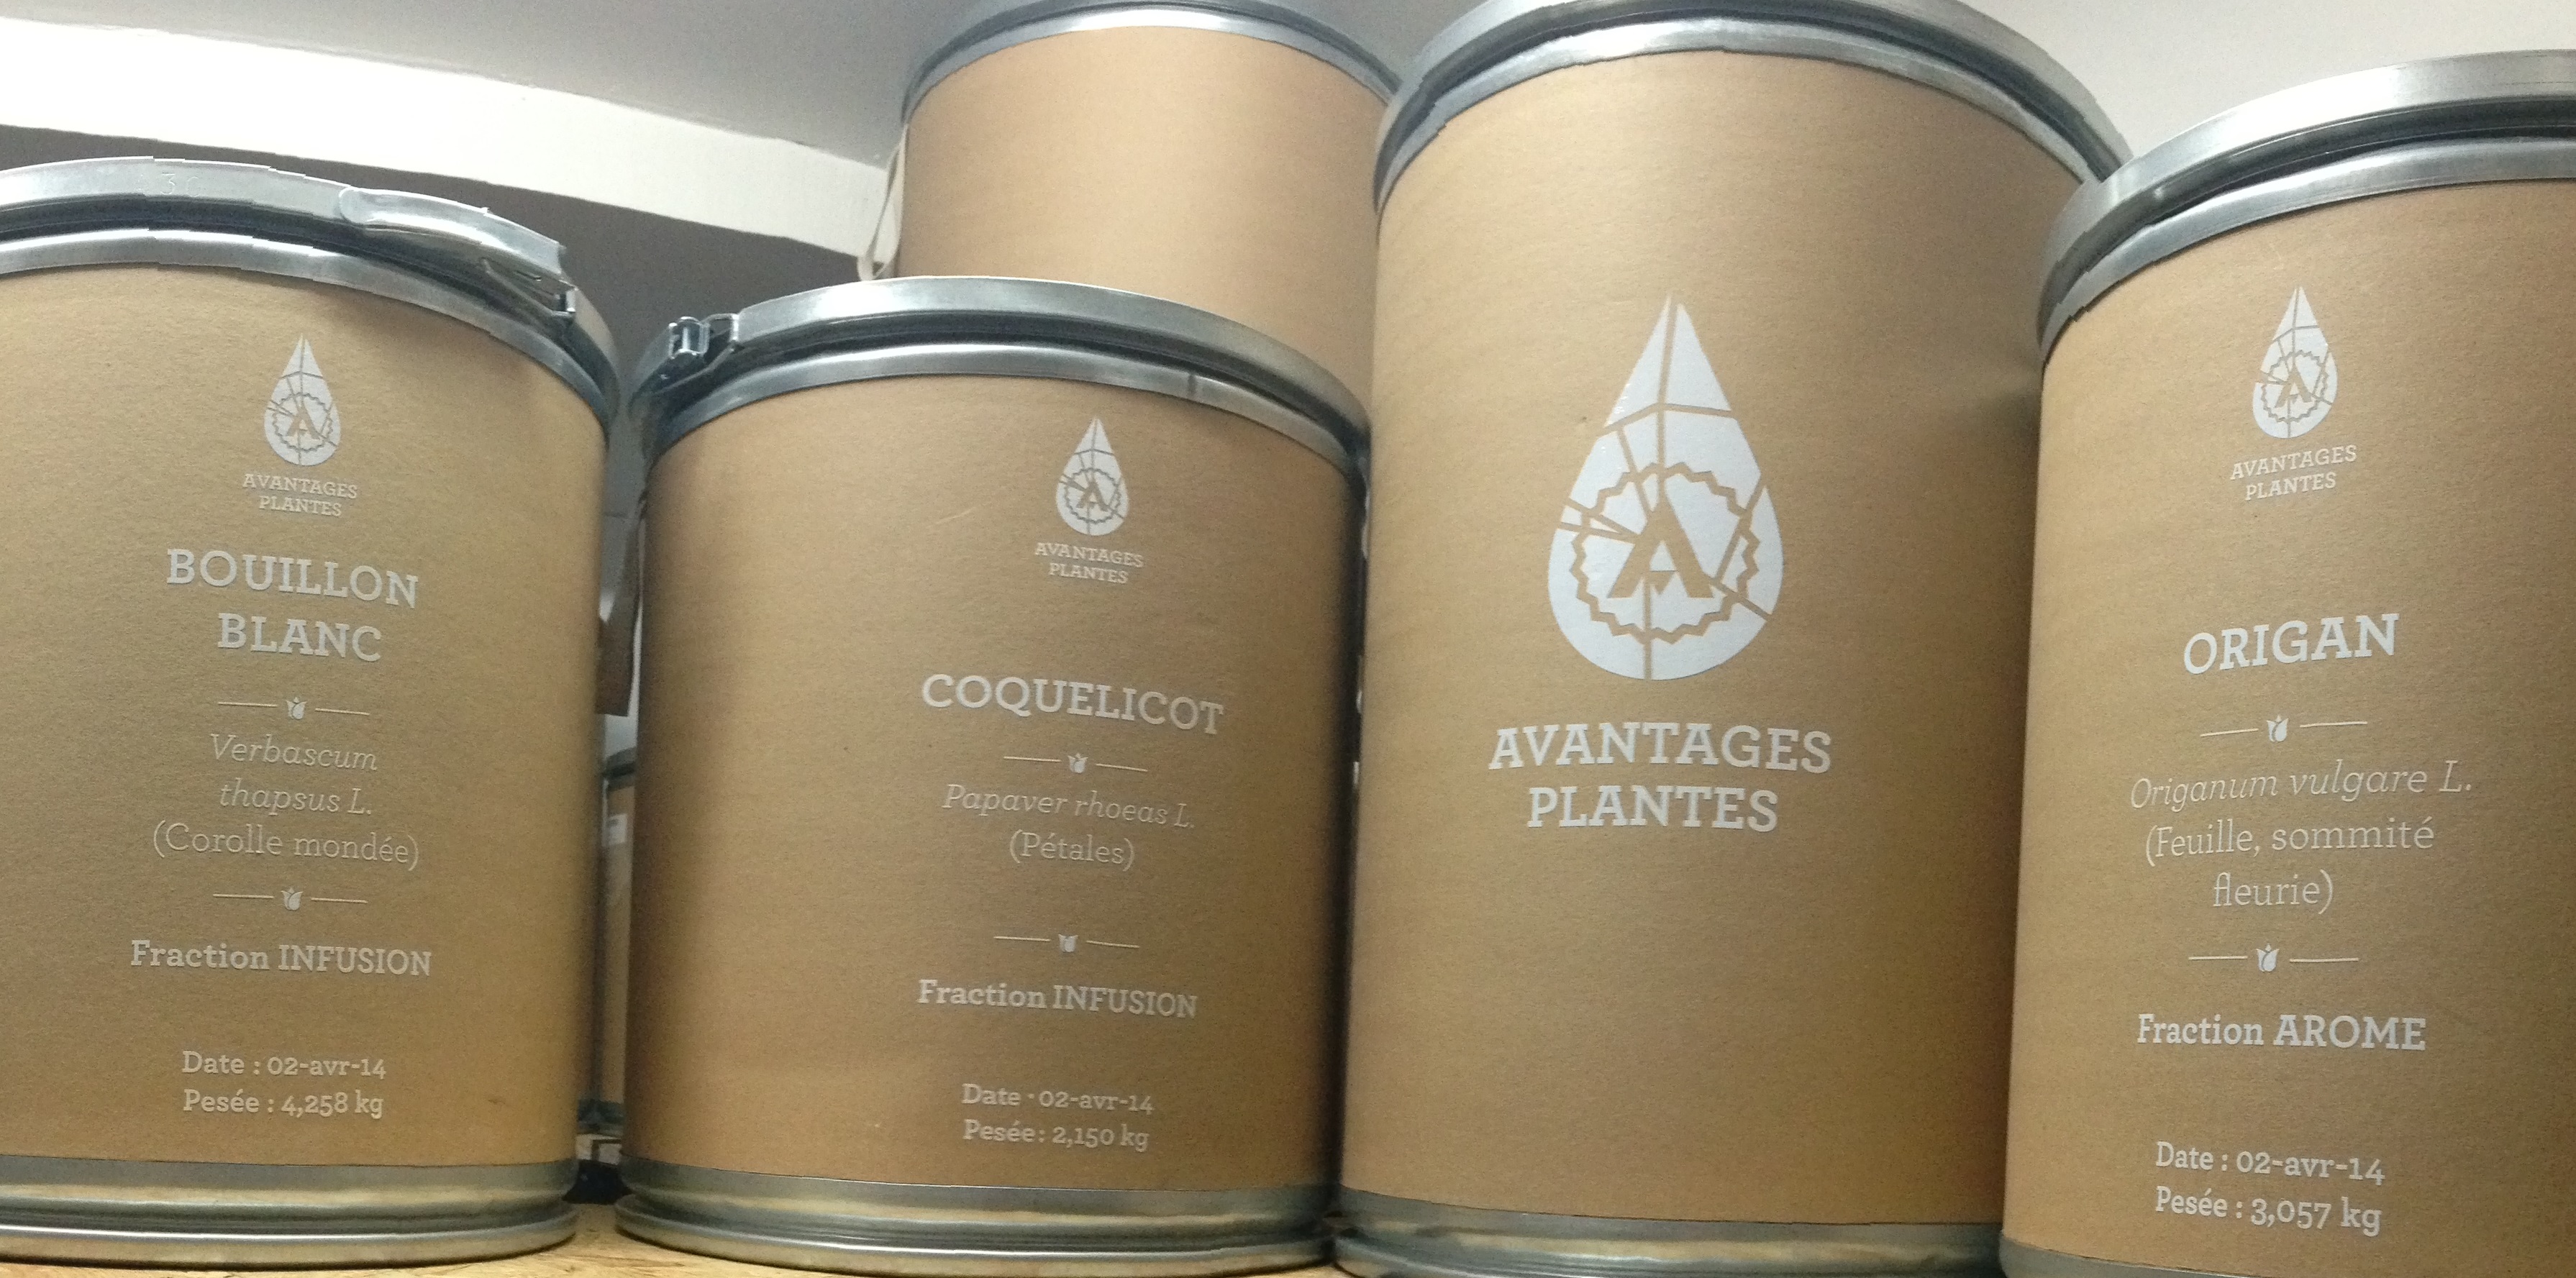 AVANTAGES
PLANTES
BOUILLON
BLANC
Verbascum
thapsus L.
(Corolle mondée)
Fraction INFUSION
Date : 02-avr-14
Pesée : 4,258 kg
AVANTAGES
PLANTES
COQUELICOT
Papaver rhoeas L.
(Pétales)
Fraction INFUSION
Date : 02-avr-14
Pesée : 2,150 kg
A
AVANTAGES
PLANTES
AVANTAGES
PLANTES
ORIGAN
Origanum vulgare L.
(Feuille, sommité
fleurie)
Fraction AROME
Date : 02-avr-14
Pesée : 3,057 kg